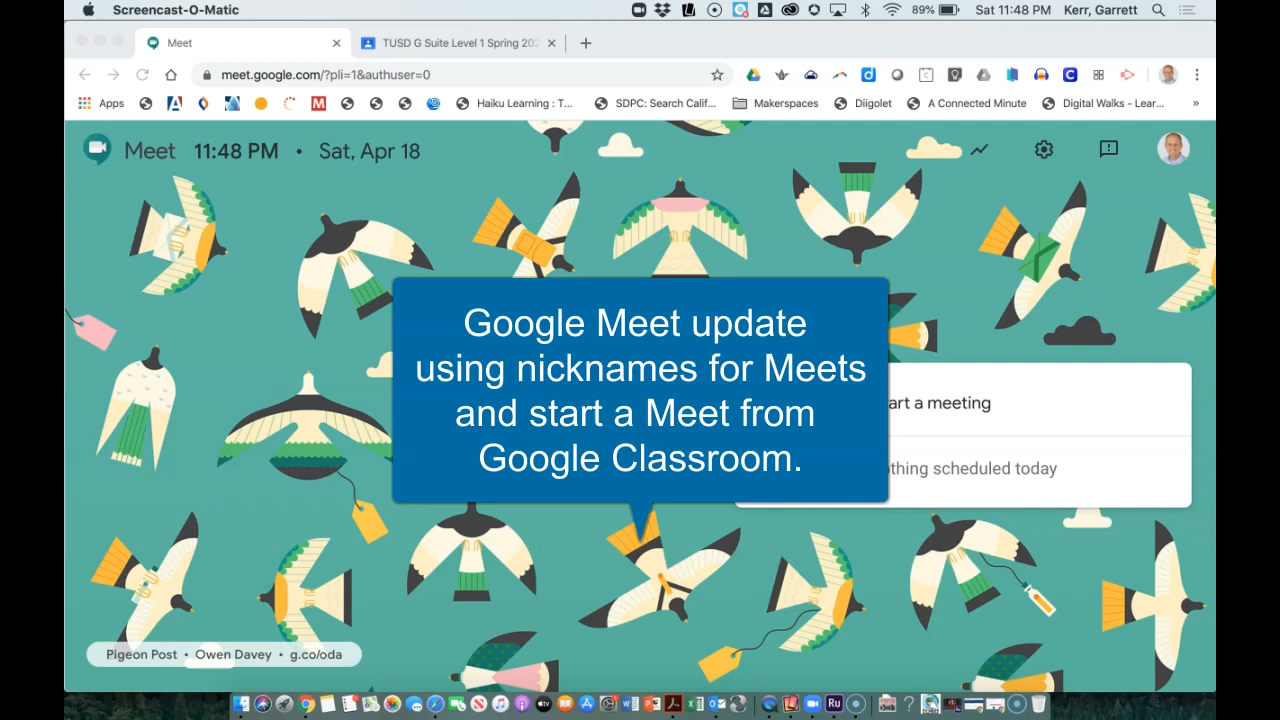 Screencast-O-Matic
89%
Sat 11:48 PM
Kerr, Garrett
Meet
TUSD G Suite Level 1 Spring 202
meet.google.com/?pli=1&authuser=0
Apps
Haiku Learning : T...
SDPC: Search Calif...
Makerspaces
Diigolet
A Connected Minute
Digital Walks - Lear...
»
Meet 11:48 PM • Sat, Apr 18
Google Meet update
using nicknames for Meets
and start a Meet from
Google Classroom.
art a meeting
thing scheduled today
Pigeon Post • Owen Davey • g.co/oda
Ru